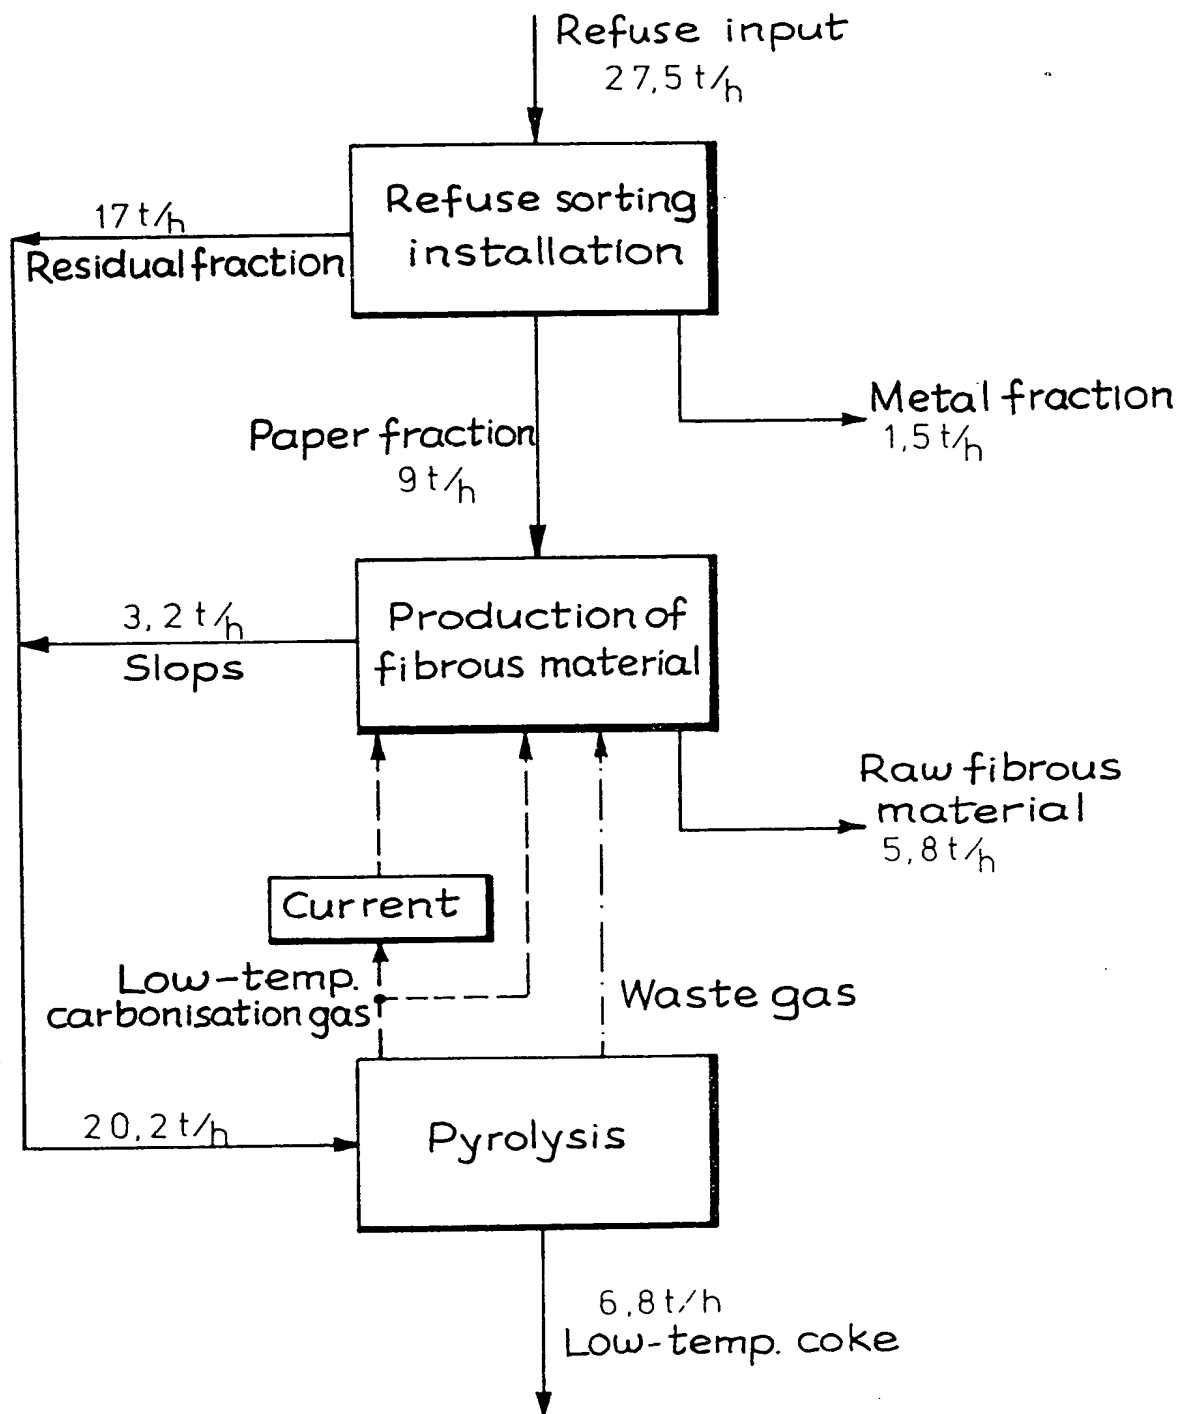 Refuse input
27,5 t/h
Refuse sorting
installation
17 t/h
Residual fraction
Metal fraction
1,5 t/h
Paper fraction
9 t/h
Production of
fibrous material
3,2 t/h
Slops
Raw fibrous
material
5,8 t/h
Current
Low-temp.
carbonisation gas
Waste gas
20,2 t/h
Pyrolysis
6,8 t/h
Low-temp. coke